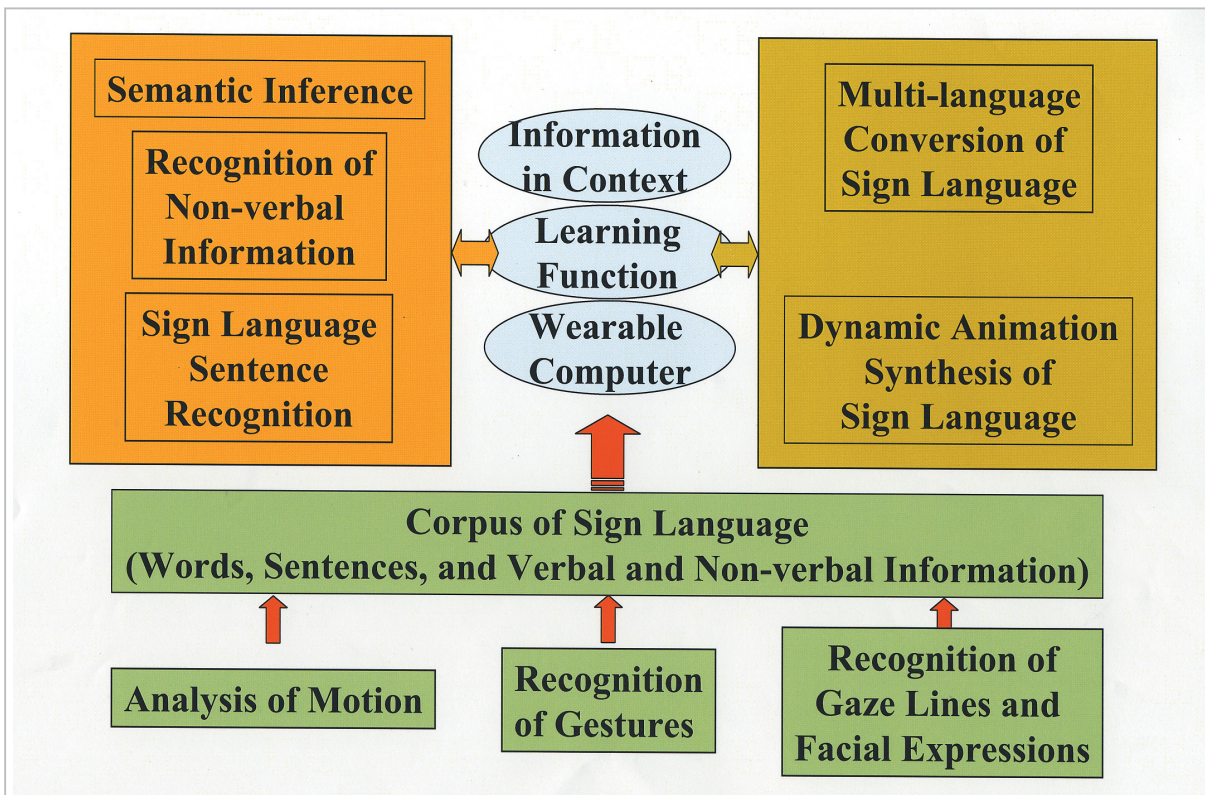 Semantic Inference
Recognition of
Non-verbal
Information
Sign Language
Sentence
Recognition
Information
in Context
Learning
Function
Wearable
Computer
Multi-language
Conversion of
Sign Language
Dynamic Animation
Synthesis of
Sign Language
Corpus of Sign Language
(Words, Sentences, and Verbal and Non-verbal Information)
Analysis of Motion
Recognition
of Gestures
Recognition of
Gaze Lines and
Facial Expressions